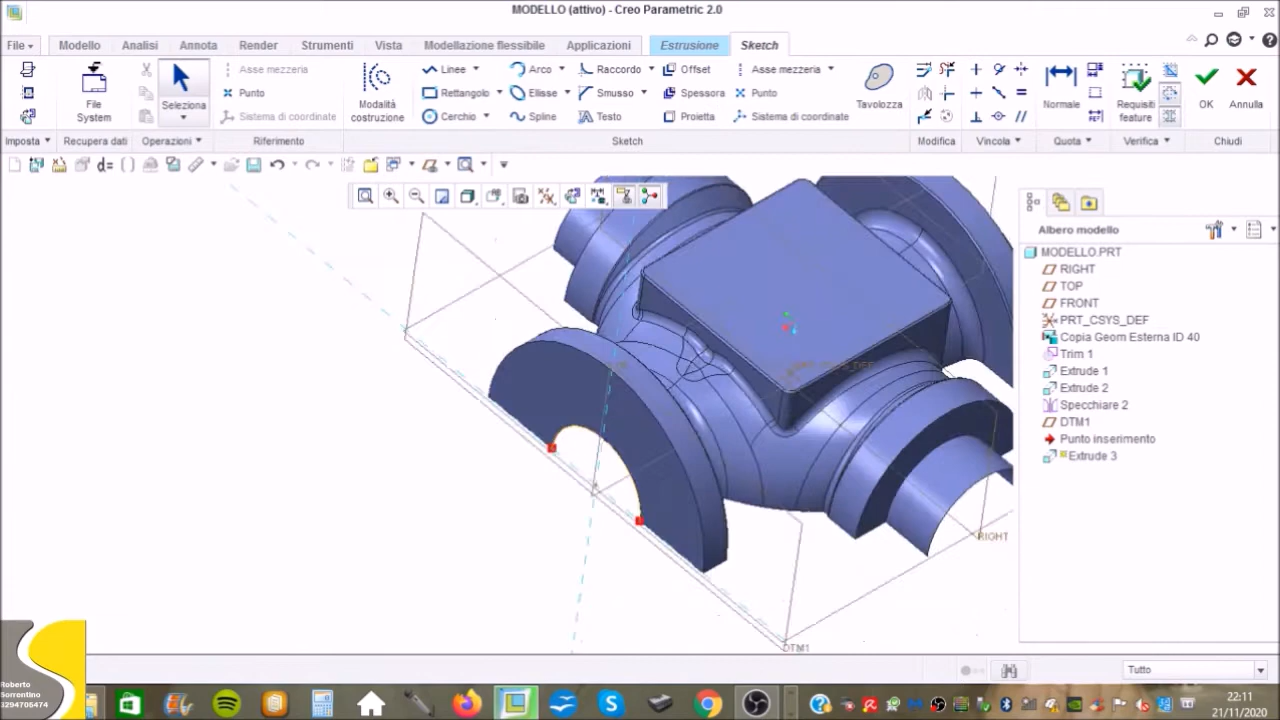 MODELLO (attivo) - Creo Parametric 2.0
File Modello Analisi Annota Render Strumenti Vista Modellazione flessibile Applicazioni Estrusione Sketch
Asse mezzeria Linee Arco Raccordo Offset Asse mezzeria
Punto Rettangolo Ellisse Smusso Spessora Punto
Sistema di coordinate Cerchio Spline Testo Proietta Sistema di coordinate
File System
Seleziona
Modalità costruzione
Tavolozza
Normale
Requisiti feature
OK
Annulla
Imposta Recupera dati Operazioni Riferimento Sketch Modifica Vincola Quota Verifica Chiudi
Albero modello
MODELLO.PRT
RIGHT
TOP
FRONT
PRT_CSYS_DEF
Copia Geom Esterna ID 40
Trim 1
Extrude 1
Extrude 2
Specchiare 2
DTM1
Punto inserimento
Extrude 3
RIGHT
DTM1
Tutto
Roberto
Sorrentino
3294706474
22:11
21/11/2020